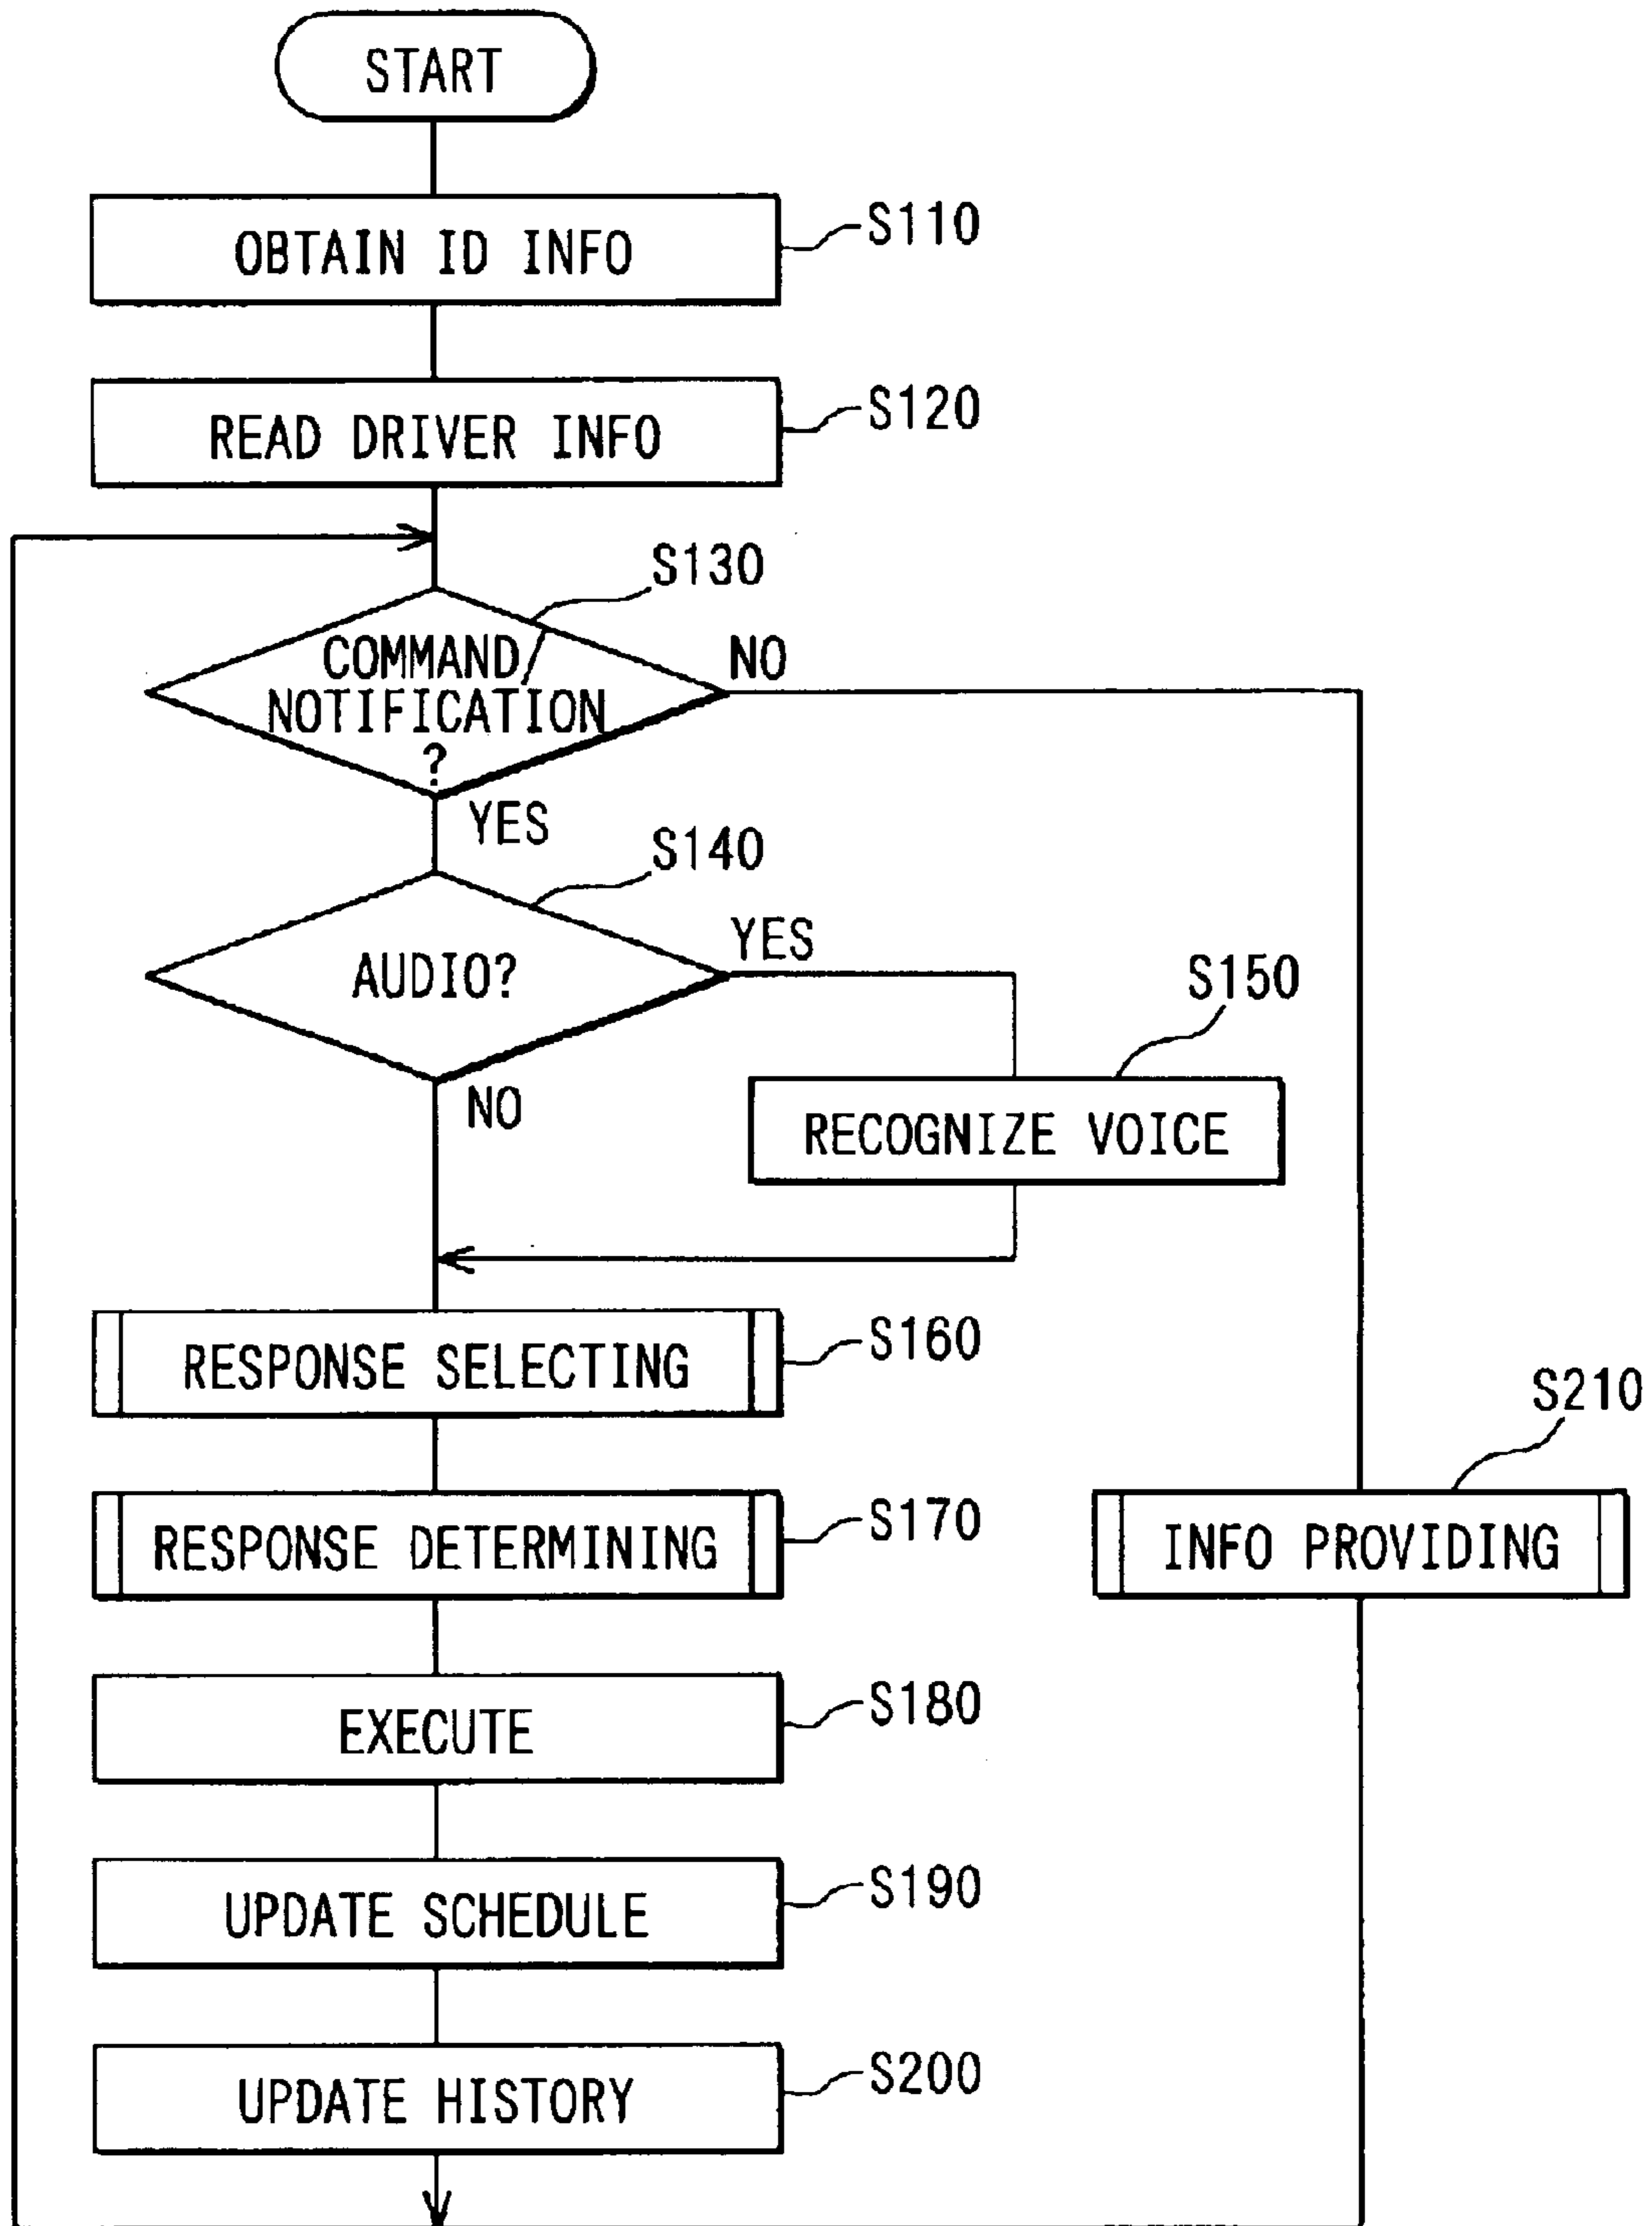 START
OBTAIN ID INFO
S110
READ DRIVER INFO
S120
S130
COMMAND
NOTIFICATION
?
NO
YES
S140
AUDIO?
YES
NO
S150
RECOGNIZE VOICE
RESPONSE SELECTING
S160
RESPONSE DETERMINING
S170
S210
INFO PROVIDING
EXECUTE
S180
UPDATE SCHEDULE
S190
UPDATE HISTORY
S200